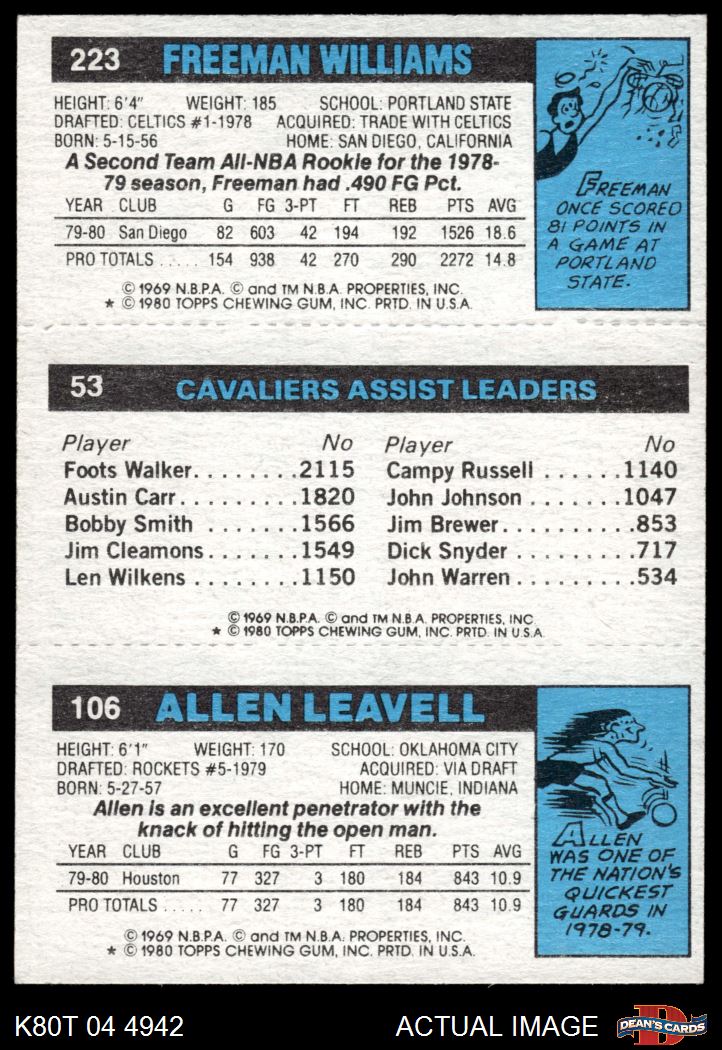 223 FREEMAN WILLIAMS
HEIGHT: 6'4" WEIGHT: 185 SCHOOL: PORTLAND STATE
DRAFTED: CELTICS #1-1978 ACQUIRED: TRADE WITH CELTICS
BORN: 5-15-56 HOME: SAN DIEGO, CALIFORNIA
A Second Team All-NBA Rookie for the 1978-
79 season, Freeman had .490 FG Pct.
YEAR CLUB G FG 3-PT FT REB PTS AVG
79-80 San Diego 82 603 42 194 192 1526 18.6
PRO TOTALS ..... 154 938 42 270 290 2272 14.8
© 1969 N.B.P.A. © and TM N.B.A. PROPERTIES, INC.
* © 1980 TOPPS CHEWING GUM, INC. PRTD. IN U.S.A.
FREEMAN
ONCE SCORED
81 POINTS IN
A GAME AT
PORTLAND
STATE.
53 CAVALIERS ASSIST LEADERS
Player No Player No
Foots Walker........2115 Campy Russell ......1140
Austin Carr.........1820 John Johnson .......1047
Bobby Smith ........1566 Jim Brewer..........853
Jim Cleamons........1549 Dick Snyder .........717
Len Wilkens ........1150 John Warren .........534
© 1969 N.B.P.A. © and TM N.B.A. PROPERTIES, INC.
* © 1980 TOPPS CHEWING GUM, INC. PRTD. IN U.S.A.
106 ALLEN LEAVELL
HEIGHT: 6'1" WEIGHT: 170 SCHOOL: OKLAHOMA CITY
DRAFTED: ROCKETS #5-1979 ACQUIRED: VIA DRAFT
BORN: 5-27-57 HOME: MUNCIE, INDIANA
Allen is an excellent penetrator with the
knack of hitting the open man.
YEAR CLUB G FG 3-PT FT REB PTS AVG
79-80 Houston 77 327 3 180 184 843 10.9
PRO TOTALS ..... 77 327 3 180 184 843 10.9
© 1969 N.B.P.A. © and TM N.B.A. PROPERTIES, INC.
* © 1980 TOPPS CHEWING GUM, INC. PRTD. IN U.S.A.
ALLEN
WAS ONE OF
THE NATION'S
QUICKEST
GUARDS IN
1978-79.
K80T 04 4942 ACTUAL IMAGE D DEAN'S CARDS